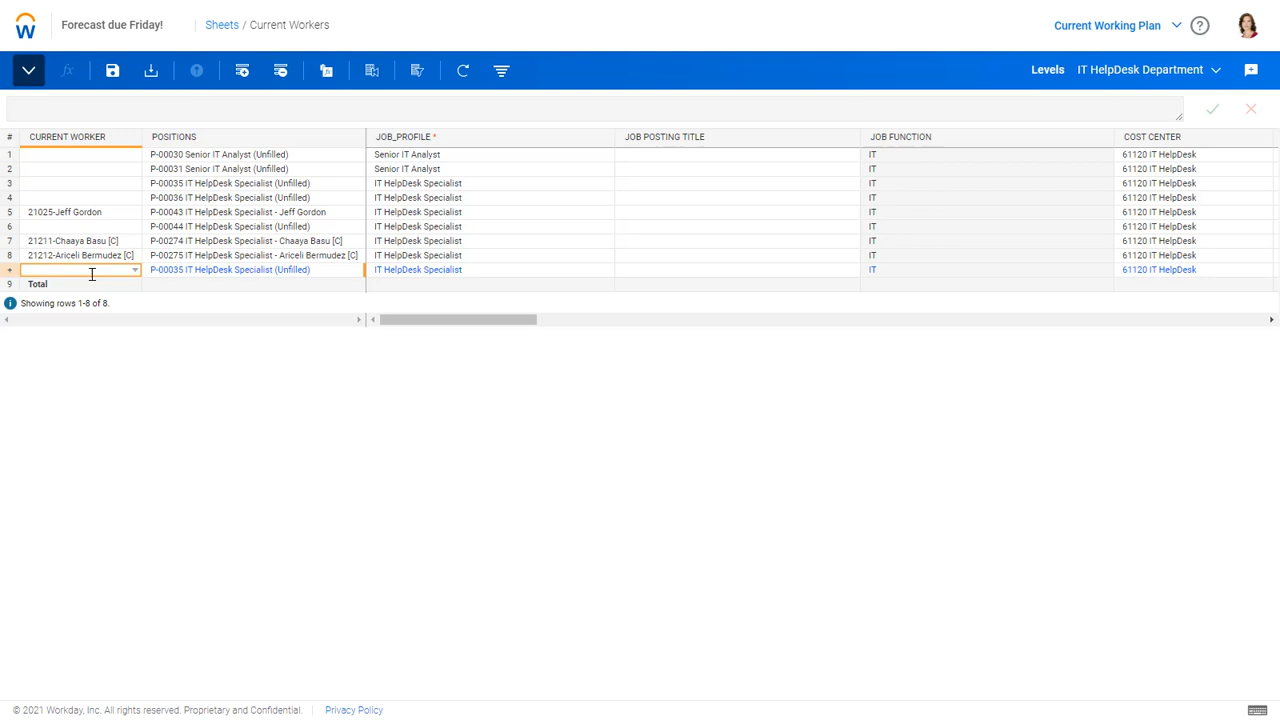 Forecast due Friday!
Sheets / Current Workers
Current Working Plan
?
fx
Levels IT HelpDesk Department
# CURRENT WORKER POSITIONS JOB_PROFILE * JOB POSTING TITLE JOB FUNCTION COST CENTER
1 P-00030 Senior IT Analyst (Unfilled) Senior IT Analyst IT 61120 IT HelpDesk
2 P-00031 Senior IT Analyst (Unfilled) Senior IT Analyst IT 61120 IT HelpDesk
3 P-00035 IT HelpDesk Specialist (Unfilled) IT HelpDesk Specialist IT 61120 IT HelpDesk
4 P-00036 IT HelpDesk Specialist (Unfilled) IT HelpDesk Specialist IT 61120 IT HelpDesk
5 21025-Jeff Gordon P-00043 IT HelpDesk Specialist - Jeff Gordon IT HelpDesk Specialist IT 61120 IT HelpDesk
6 P-00044 IT HelpDesk Specialist (Unfilled) IT HelpDesk Specialist IT 61120 IT HelpDesk
7 21211-Chaaya Basu [C] P-00274 IT HelpDesk Specialist - Chaaya Basu [C] IT HelpDesk Specialist IT 61120 IT HelpDesk
8 21212-Ariceli Bermudez [C] P-00275 IT HelpDesk Specialist - Ariceli Bermudez [C] IT HelpDesk Specialist IT 61120 IT HelpDesk
+ P-00035 IT HelpDesk Specialist (Unfilled) IT HelpDesk Specialist IT 61120 IT HelpDesk
9 Total
Showing rows 1-8 of 8.
© 2021 Workday, Inc. All rights reserved. Proprietary and Confidential. | Privacy Policy